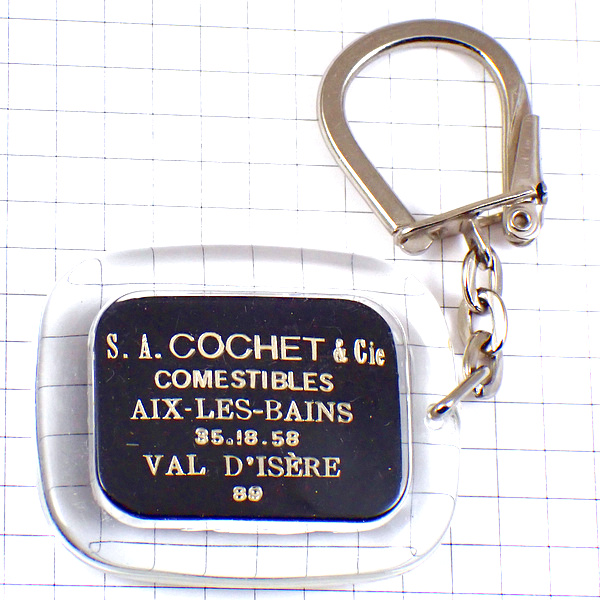 S. A. COCHET & Cie
COMESTIBLES
AIX-LES-BAINS
35.18.58
VAL D'ISÈRE
89